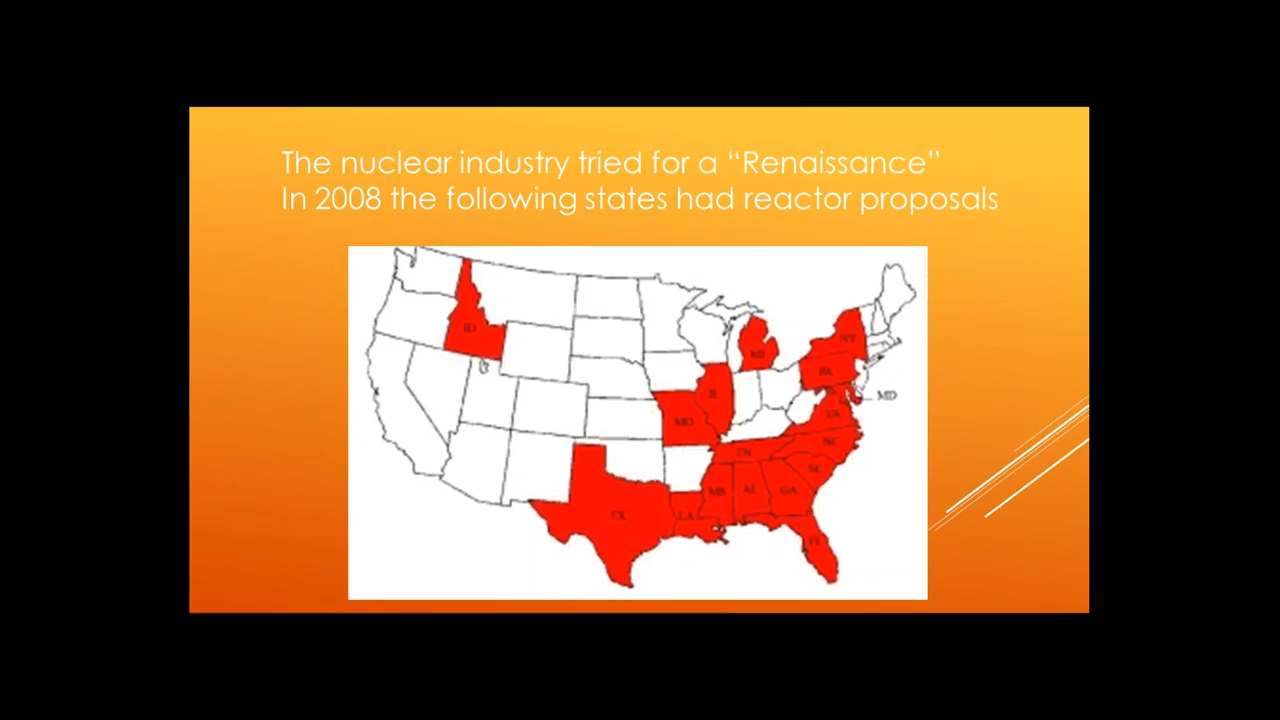 The nuclear industry tried for a “Renaissance”
In 2008 the following states had reactor proposals
ID
MI
NY
PA
MD
IL
MO
VA
NC
TN
SC
MS
AL
GA
TX
LA
FL